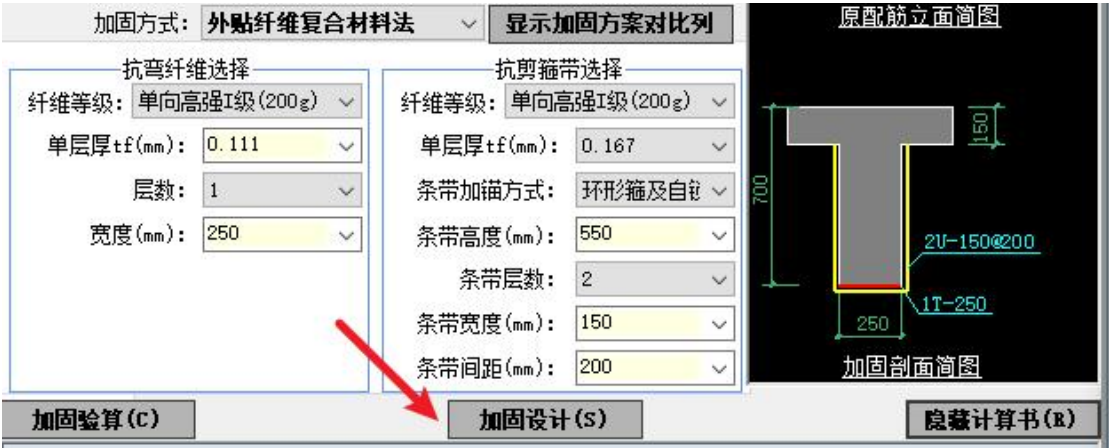 加固方式: 外贴纤维复合材料法 显示加固方案对比列
原配筋立面简图
抗弯纤维选择
纤维等级: 单向高强I级(200g)
单层厚tf(mm): 0.111
层数: 1
宽度(mm): 250
抗剪箍带选择
纤维等级: 单向高强I级(200g)
单层厚tf(mm): 0.167
条带加锚方式: 环形箍及自锁
条带高度(mm): 550
条带层数: 2
条带宽度(mm): 150
条带间距(mm): 200
150
700
2U-150@200
1T-250
250
加固剖面简图
加固验算(C) 加固设计(S) 隐藏计算书(R)